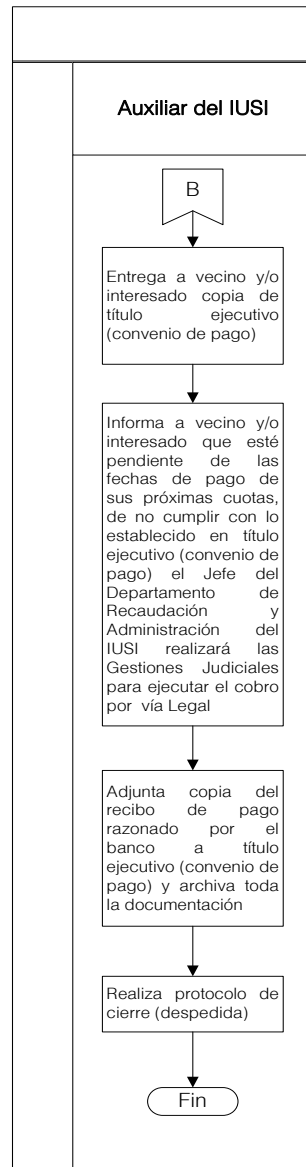 Auxiliar del IUSI
B
Entrega a vecino y/o
interesado copia de
título ejecutivo
(convenio de pago)
Informa a vecino y/o
interesado que esté
pendiente de las
fechas de pago de
sus próximas cuotas,
de no cumplir con lo
establecido en título
ejecutivo (convenio de
pago) el Jefe del
Departamento de
Recaudación y
Administración del
IUSI realizará las
Gestiones Judiciales
para ejecutar el cobro
por vía Legal
Adjunta copia del
recibo de pago
razonado por el
banco a título
ejecutivo (convenio de
pago) y archiva toda
la documentación
Realiza protocolo de
cierre (despedida)
Fin